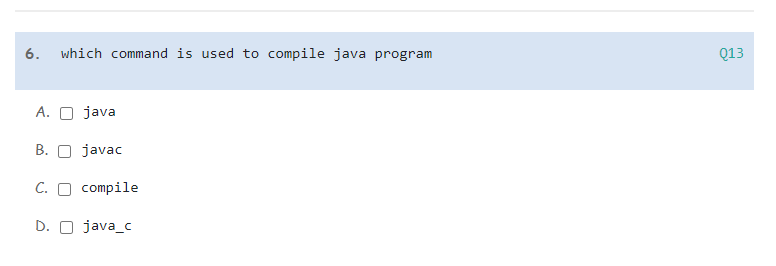 6. which command is used to compile java program Q13
A. java
B. javac
C. compile
D. java_c